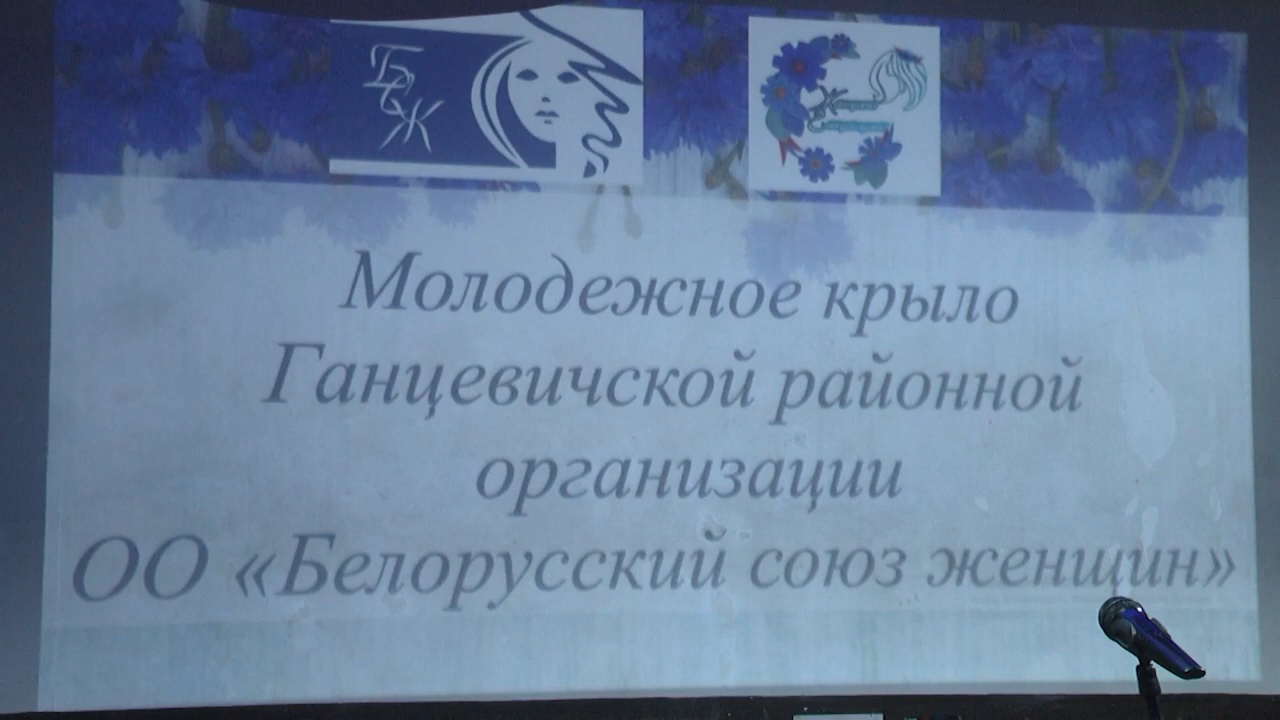 БСЖ
Молодежное крыло
Ганцевичской районной
организации
ОО «Белорусский союз женщин»